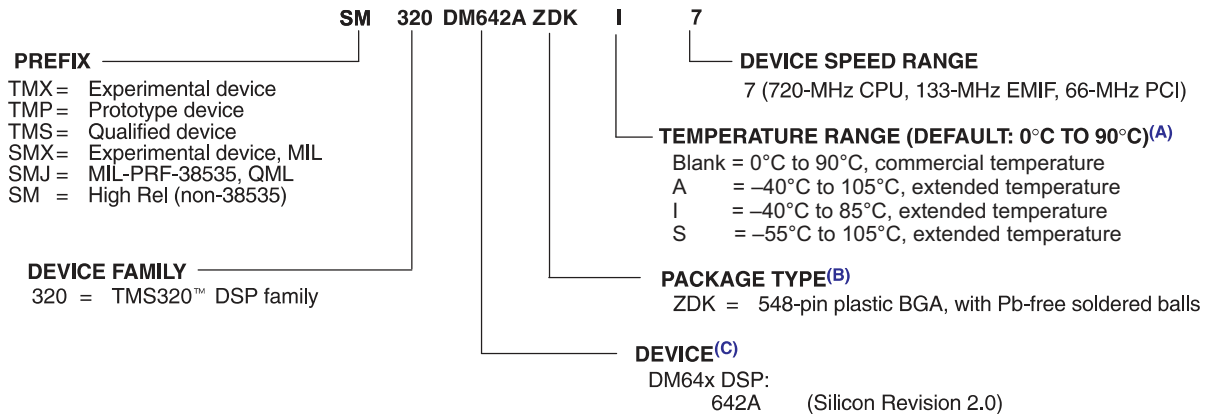 SM 320 DM642A ZDK I 7
PREFIX
TMX = Experimental device
TMP = Prototype device
TMS = Qualified device
SMX = Experimental device, MIL
SMJ = MIL-PRF-38535, QML
SM = High Rel (non-38535)
DEVICE SPEED RANGE
7 (720-MHz CPU, 133-MHz EMIF, 66-MHz PCI)
TEMPERATURE RANGE (DEFAULT: 0°C TO 90°C)(A)
Blank = 0°C to 90°C, commercial temperature
A = –40°C to 105°C, extended temperature
I = –40°C to 85°C, extended temperature
S = –55°C to 105°C, extended temperature
DEVICE FAMILY
320 = TMS320™ DSP family
PACKAGE TYPE(B)
ZDK = 548-pin plastic BGA, with Pb-free soldered balls
DEVICE(C)
DM64x DSP:
642A (Silicon Revision 2.0)